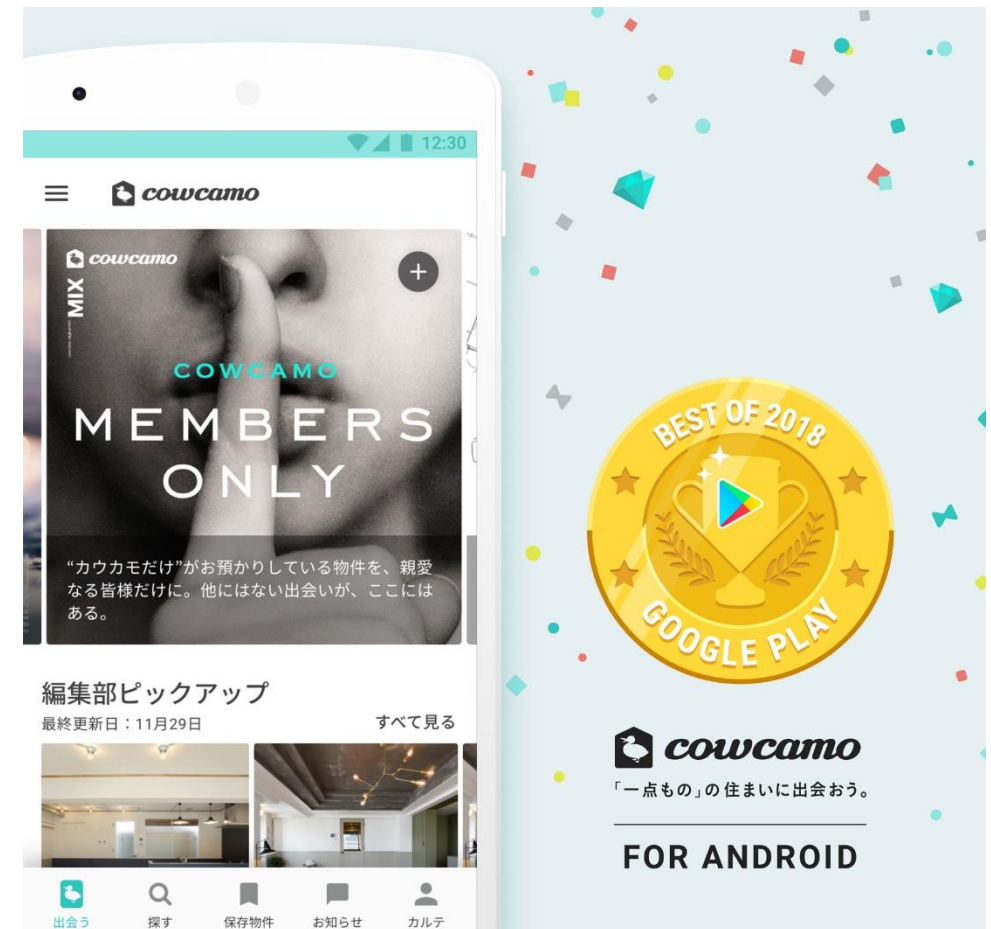 12:30
cowcamo
cowcamo
MIX
COWCAMO
MEMBERS
ONLY
“カウカモだけ”がお預かりしている物件を、親愛
なる皆様だけに。他にはない出会いが、ここには
ある。
編集部ピックアップ
最終更新日：11月29日
すべて見る
出会う
探す
保存物件
お知らせ
カルテ
BEST OF 2018
GOOGLE PLAY
cowcamo
「一点もの」の住まいに出会おう。
FOR ANDROID